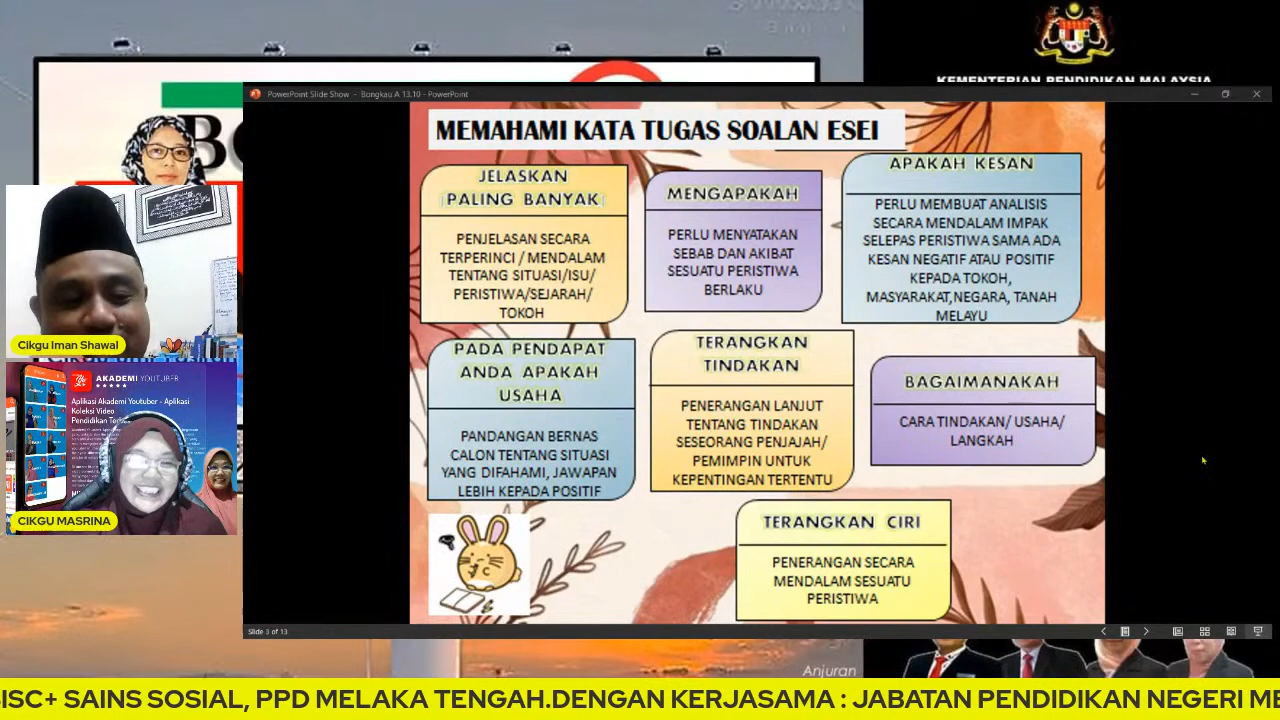 KEMENTERIAN PENDIDIKAN MALAYSIA
PowerPoint Slide Show - Bongkau A 13.10 - PowerPoint
MEMAHAMI KATA TUGAS SOALAN ESEI
JELASKAN
(PALING BANYAK)
PENJELASAN SECARA
TERPERINCI / MENDALAM
TENTANG SITUASI/ISU/
PERISTIWA/SEJARAH/
TOKOH
MENGAPAKAH
PERLU MENYATAKAN
SEBAB DAN AKIBAT
SESUATU PERISTIWA
BERLAKU
APAKAH KESAN
PERLU MEMBUAT ANALISIS
SECARA MENDALAM IMPAK
SELEPAS PERISTIWA SAMA ADA
KESAN NEGATIF ATAU POSITIF
KEPADA TOKOH,
MASYARAKAT,NEGARA, TANAH
MELAYU
PADA PENDAPAT
ANDA APAKAH
USAHA
PANDANGAN BERNAS
CALON TENTANG SITUASI
YANG DIFAHAMI, JAWAPAN
LEBIH KEPADA POSITIF
TERANGKAN
TINDAKAN
PENERANGAN LANJUT
TENTANG TINDAKAN
SESEORANG PENJAJAH/
PEMIMPIN UNTUK
KEPENTINGAN TERTENTU
BAGAIMANAKAH
CARA TINDAKAN/ USAHA/
LANGKAH
TERANGKAN CIRI
PENERANGAN SECARA
MENDALAM SESUATU
PERISTIWA
Slide 3 of 13
Cikgu Iman Shawal
AKADEMI YOUTUBER
Aplikasi Akademi Youtuber - Aplikasi
Koleksi Video
CIKGU MASRINA
Anjuran
SISC+ SAINS SOSIAL, PPD MELAKA TENGAH.DENGAN KERJASAMA : JABATAN PENDIDIKAN NEGERI ME